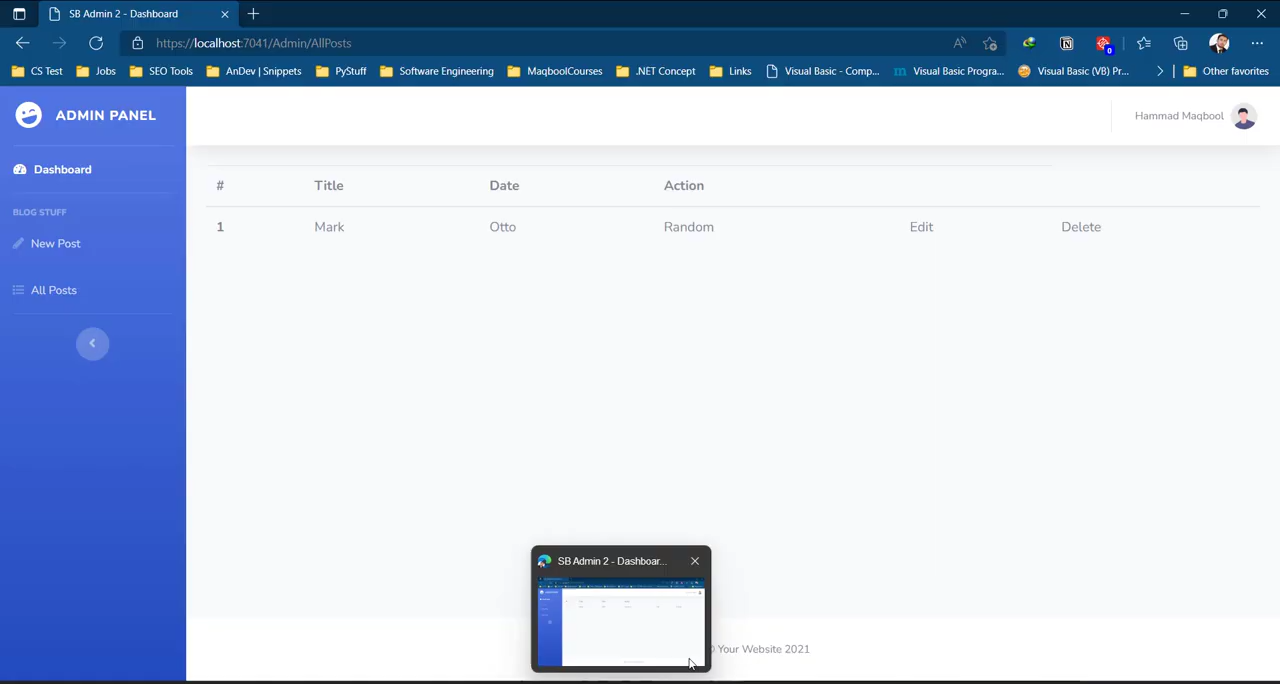 SB Admin 2 - Dashboard
https://localhost:7041/Admin/AllPosts
0
CS Test Jobs SEO Tools AnDev | Snippets PyStuff Software Engineering MaqboolCourses .NET Concept Links Visual Basic - Comp... Visual Basic Progra... Visual Basic (VB) Pr... Other favorites
ADMIN PANEL
Hammad Maqbool
Dashboard
# Title Date Action
BLOG STUFF
1 Mark Otto Random Edit Delete
New Post
All Posts
SB Admin 2 - Dashboar...
Your Website 2021